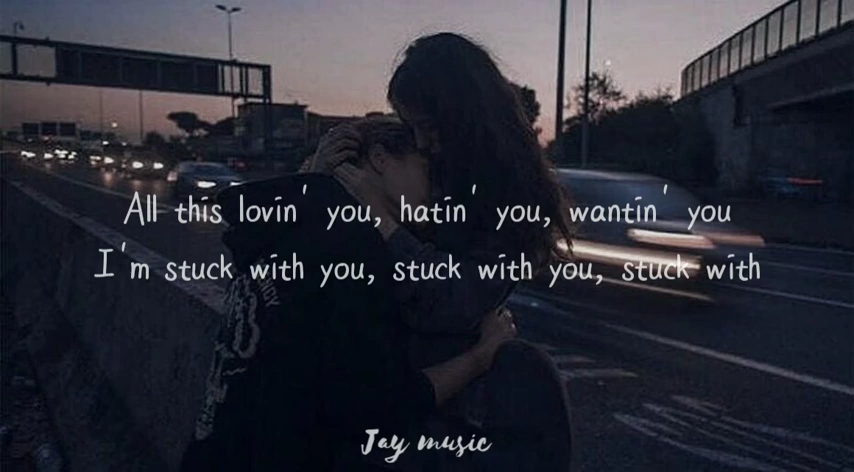 All this lovin' you, hatin' you, wantin' you
I'm stuck with you, stuck with you, stuck with
Jay music